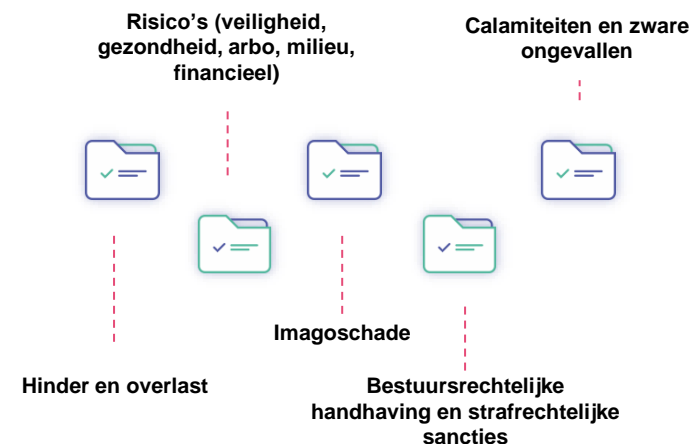 Risico’s (veiligheid,
gezondheid, arbo, milieu,
financieel)
Calamiteiten en zware
ongevallen
Imagoschade
Hinder en overlast
Bestuursrechtelijke
handhaving en strafrechtelijke
sancties